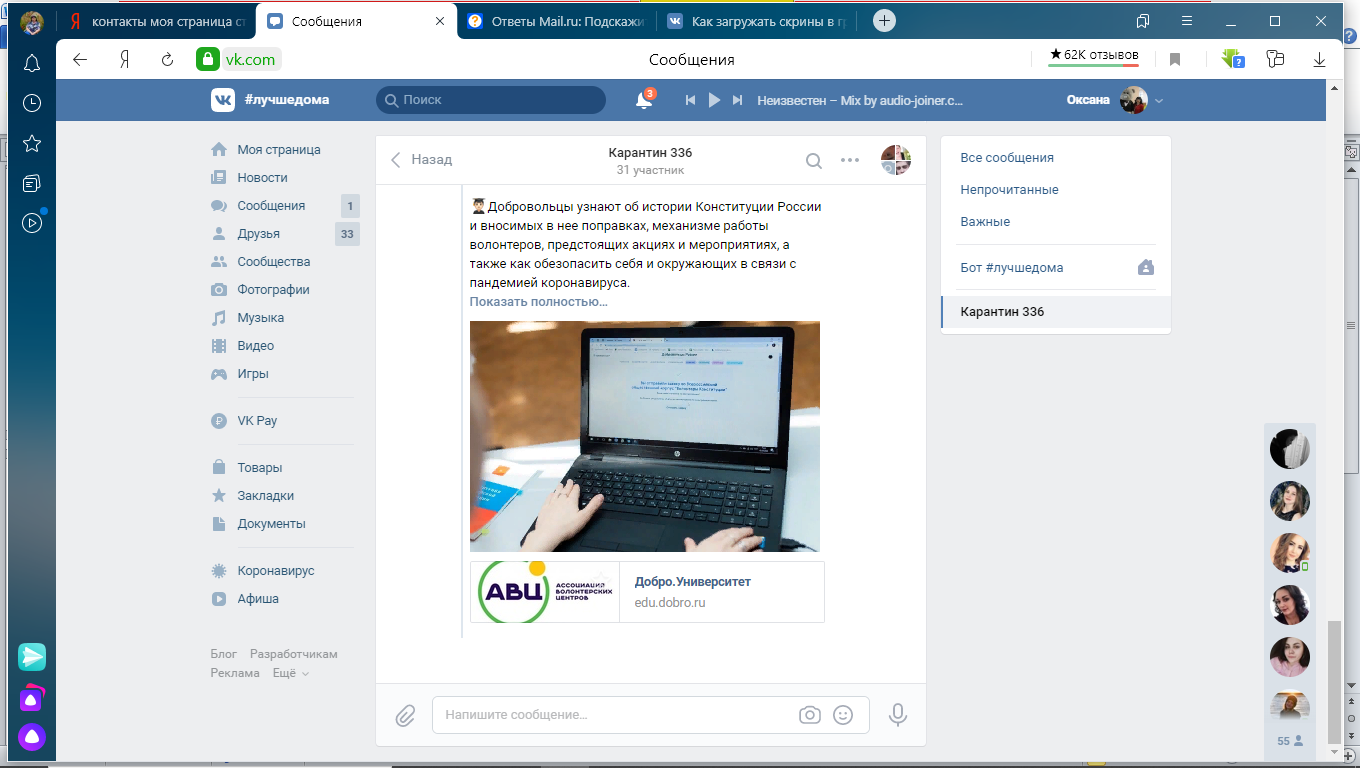 контакты моя страница ст
Сообщения
Ответы Mail.ru: Подскажи
Как загружать скрины в гр
vk.com
Сообщения
★62K отзывов
#лучшедома
Поиск
3
Неизвестен – Mix by audio-joiner.c...
Оксана
Моя страница
Новости
Сообщения 1
Друзья 33
Сообщества
Фотографии
Музыка
Видео
Игры
VK Pay
Товары
Закладки
Документы
Коронавирус
Афиша
Блог Разработчикам
Реклама Ещё
Назад
Карантин 336
31 участник
Добровольцы узнают об истории Конституции России
и вносимых в нее поправках, механизме работы
волонтеров, предстоящих акциях и мероприятиях, а
также как обезопасить себя и окружающих в связи с
пандемией коронавируса.
Показать полностью...
hp
АВЦ
АССОЦИАЦИЯ
ВОЛОНТЕРСКИХ
ЦЕНТРОВ
Добро.Университет
edu.dobro.ru
Напишите сообщение...
Все сообщения
Непрочитанные
Важные
Бот #лучшедома
Карантин 336
55